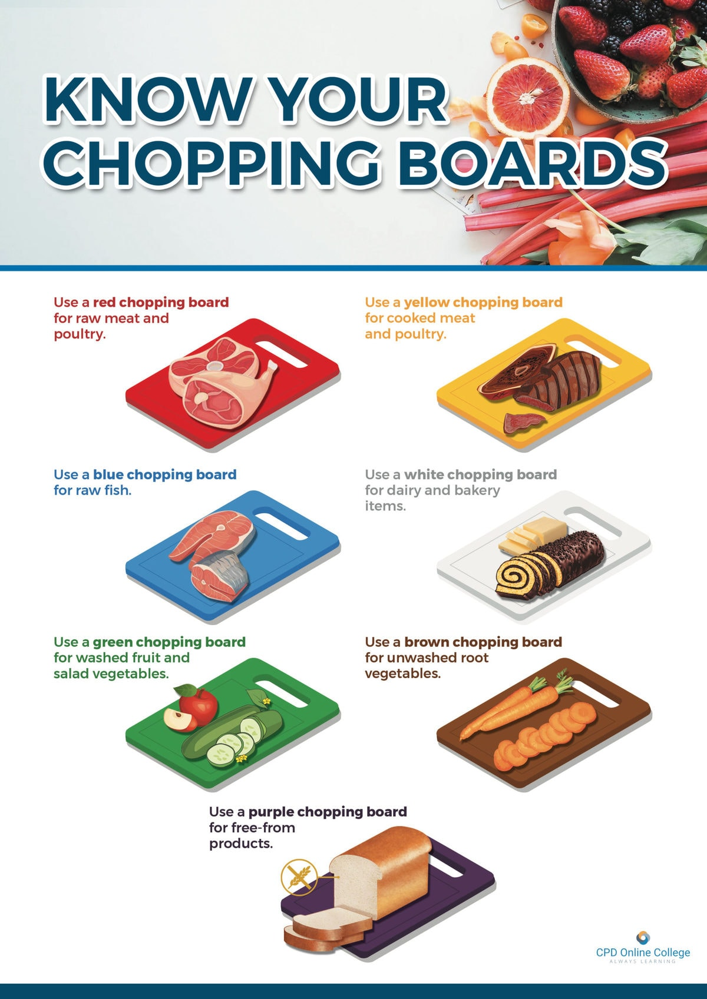 KNOW YOUR
CHOPPING BOARDS
Use a red chopping board
for raw meat and
poultry.
Use a yellow chopping board
for cooked meat
and poultry.
Use a blue chopping board
for raw fish.
Use a white chopping board
for dairy and bakery
items.
Use a green chopping board
for washed fruit and
salad vegetables.
Use a brown chopping board
for unwashed root
vegetables.
Use a purple chopping board
for free-from
products.
CPD Online College
ALWAYS LEARNING